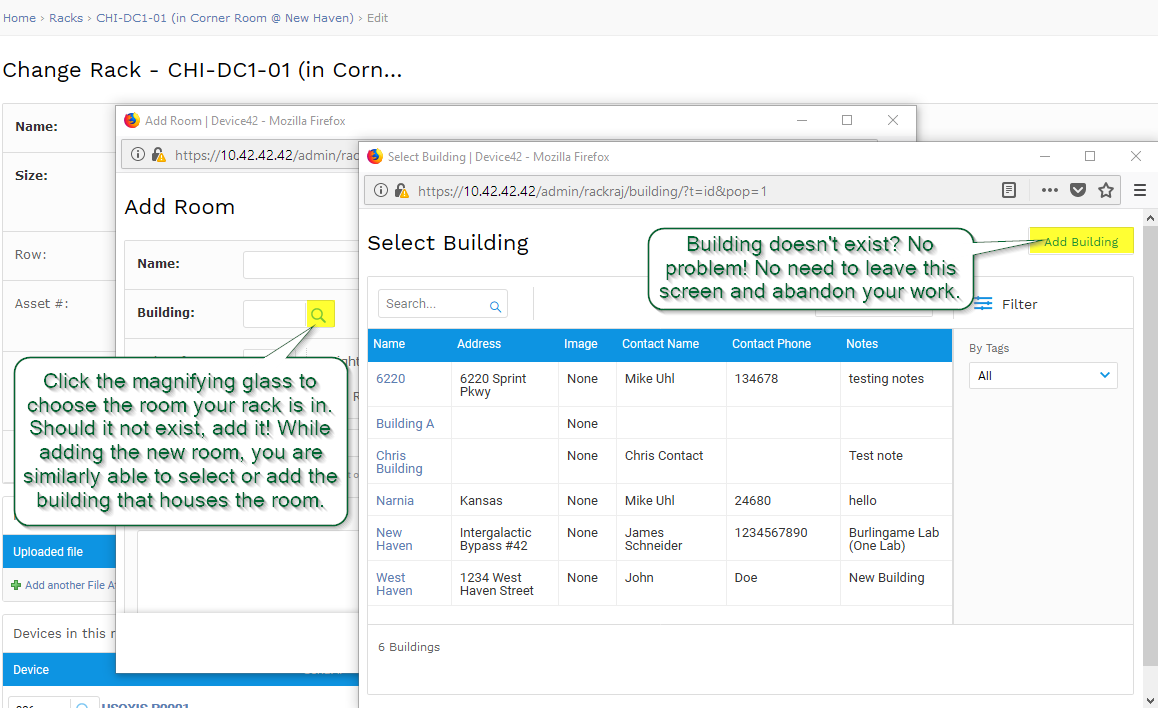 Home › Racks › CHI-DC1-01 (in Corner Room @ New Haven) › Edit
Change Rack - CHI-DC1-01 (in Corn...
Name:
Size:
Row:
Asset #:
Uploaded file
Add another File
Devices in this
Device
Add Room | Device42 - Mozilla Firefox
https://10.42.42.42/admin/rac
Add Room
Name:
Building:
Click the magnifying glass to
choose the room your rack is in.
Should it not exist, add it! While
adding the new room, you are
similarly able to select or add the
building that houses the room.
Select Building | Device42 - Mozilla Firefox
https://10.42.42.42/admin/rackraj/building/?t=id&pop=1
Select Building
Building doesn't exist? No
problem! No need to leave this
screen and abandon your work.
Add Building
Search...
Filter
Name Address Image Contact Name Contact Phone Notes
6220 6220 Sprint Pkwy None Mike Uhl 134678 testing notes
Building A None
Chris Building None Chris Contact Test note
Narnia Kansas None Mike Uhl 24680 hello
New Haven Intergalactic Bypass #42 None James Schneider 1234567890 Burlingame Lab (One Lab)
West Haven 1234 West Haven Street None John Doe New Building
By Tags
All
6 Buildings